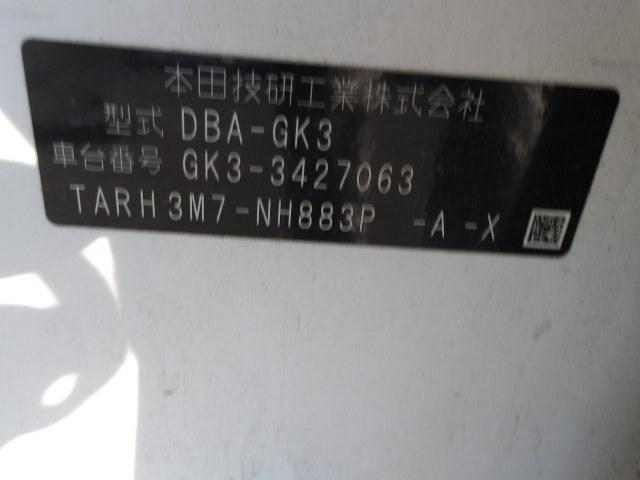 本田技研工業株式会社
型式 DBA-GK3
車台番号 GK3-3427063
TARH3M7-NH883P -A -X